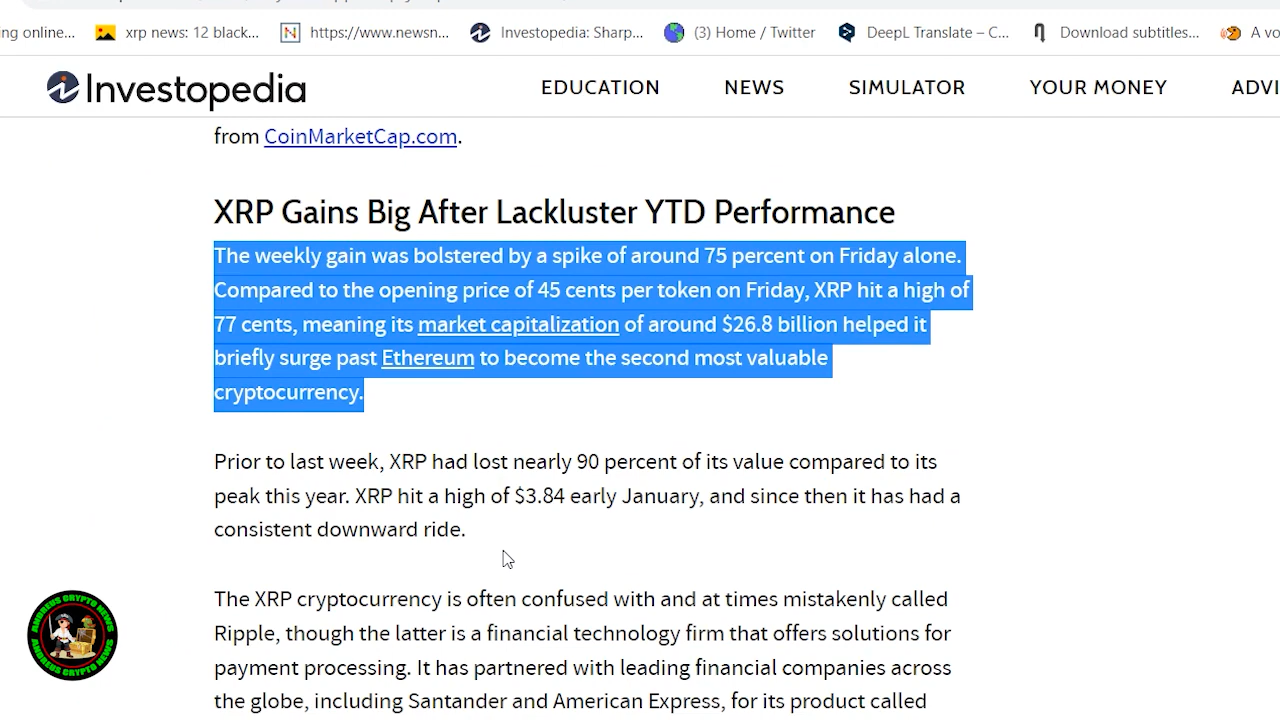 ng online...
xrp news: 12 black...
https://www.newsn...
Investopedia: Sharp...
(3) Home / Twitter
DeepL Translate – C...
Download subtitles...
A vo
Investopedia
EDUCATION
NEWS
SIMULATOR
YOUR MONEY
ADVI
from CoinMarketCap.com.
XRP Gains Big After Lackluster YTD Performance
The weekly gain was bolstered by a spike of around 75 percent on Friday alone.
Compared to the opening price of 45 cents per token on Friday, XRP hit a high of
77 cents, meaning its market capitalization of around $26.8 billion helped it
briefly surge past Ethereum to become the second most valuable
cryptocurrency.
Prior to last week, XRP had lost nearly 90 percent of its value compared to its
peak this year. XRP hit a high of $3.84 early January, and since then it has had a
consistent downward ride.
The XRP cryptocurrency is often confused with and at times mistakenly called
Ripple, though the latter is a financial technology firm that offers solutions for
payment processing. It has partnered with leading financial companies across
the globe, including Santander and American Express, for its product called
ANDREUS CRYPTO NEWS
ANDREUS CRYPTO NEWS